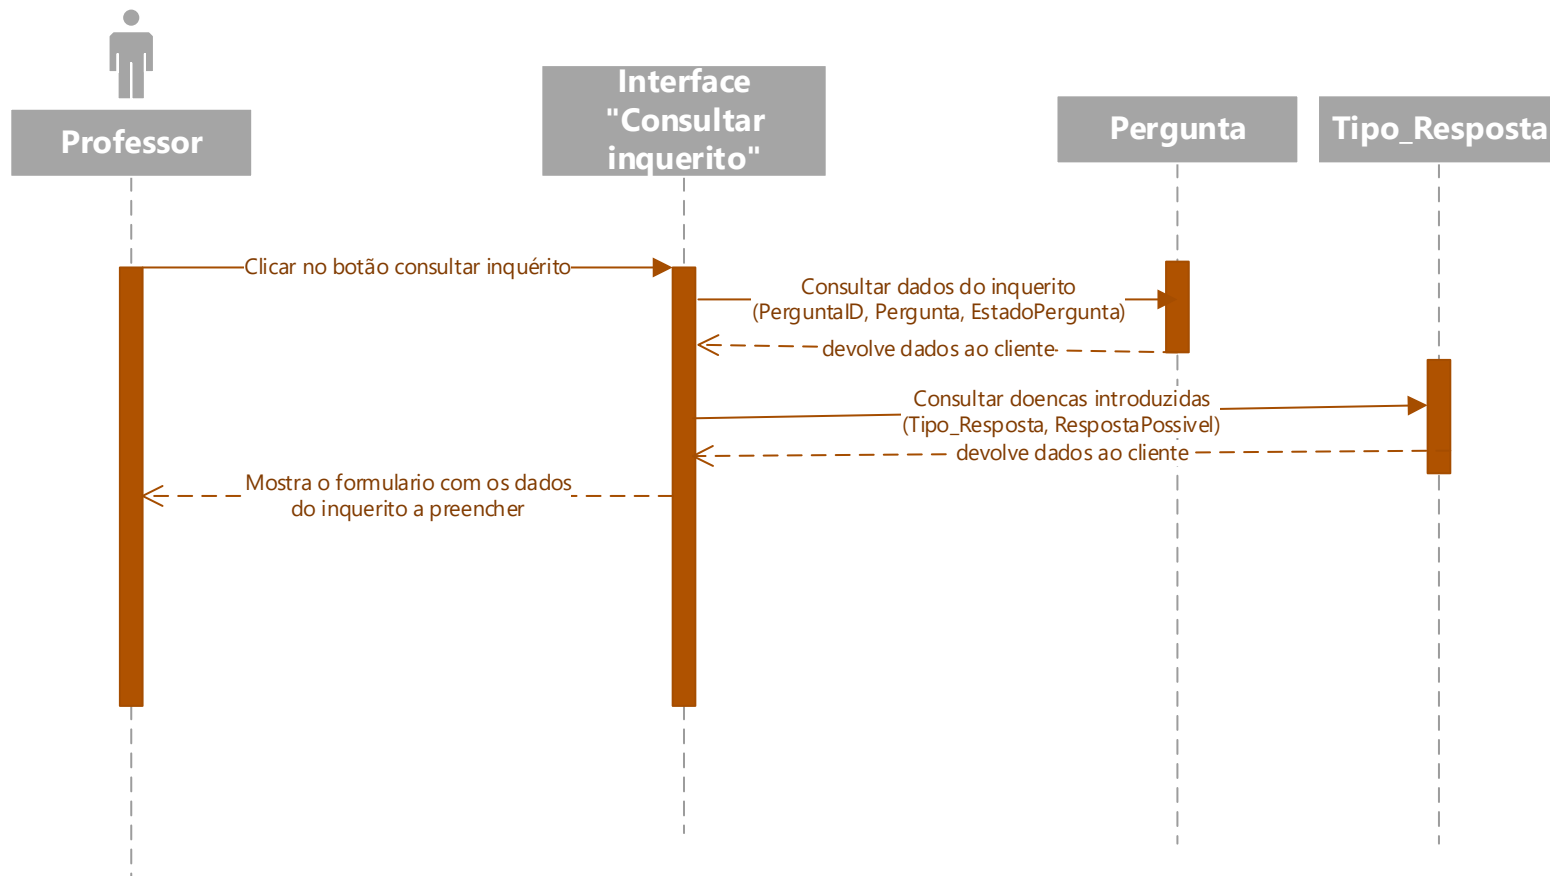 Professor
Interface
"Consultar
inquerito"
Pergunta
Tipo_Resposta
Clicar no botão consultar inquérito
Consultar dados do inquerito
(PerguntaID, Pergunta, EstadoPergunta)
devolve dados ao cliente
Consultar doencas introduzidas
(Tipo_Resposta, RespostaPossivel)
devolve dados ao cliente
Mostra o formulario com os dados
do inquerito a preencher